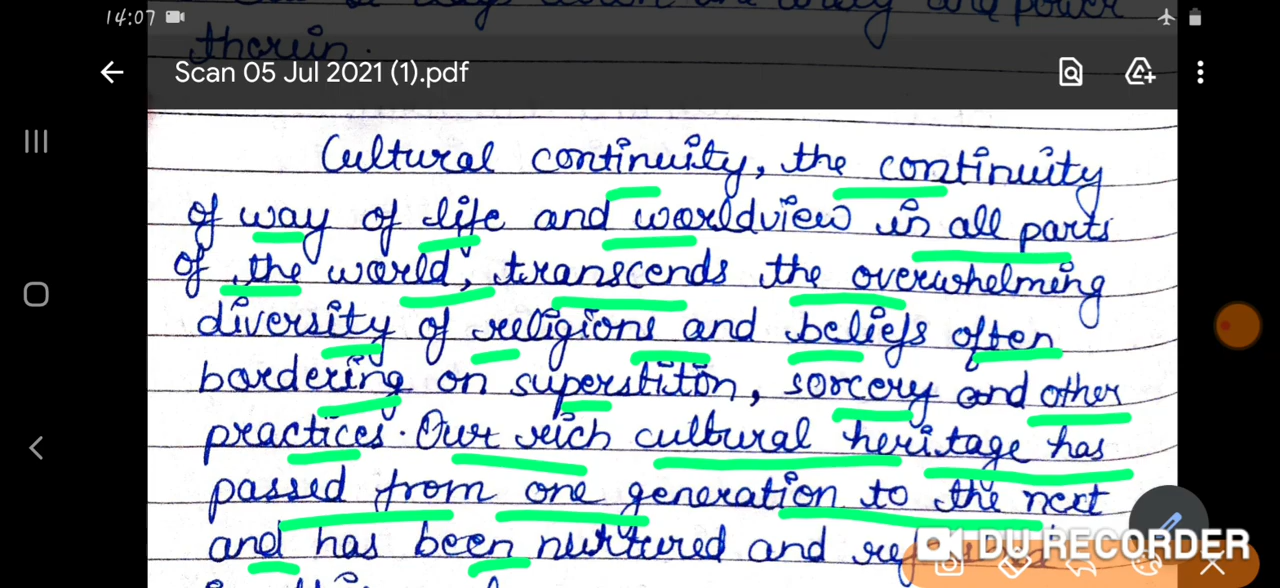 14:07
therein.
Scan 05 Jul 2021 (1).pdf
Cultural continuity, the continuity
of way of life and worldview in all parts
of the world, transcends the overwhelming
diversity of religions and beliefs often
bordering on superstition, sorcery and other
practices. Our rich cultural heritage has
passed from one generation to the next
and has been nurtured and
DU RECORDER